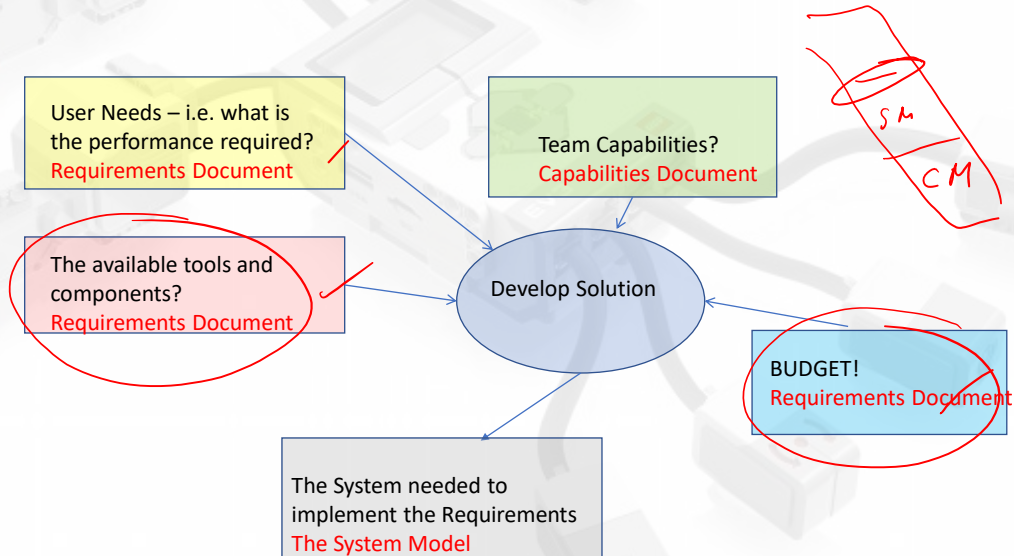 User Needs – i.e. what is
the performance required?
Requirements Document
Team Capabilities?
Capabilities Document
SM
CM
The available tools and
components?
Requirements Document
Develop Solution
BUDGET!
Requirements Document
The System needed to
implement the Requirements
The System Model